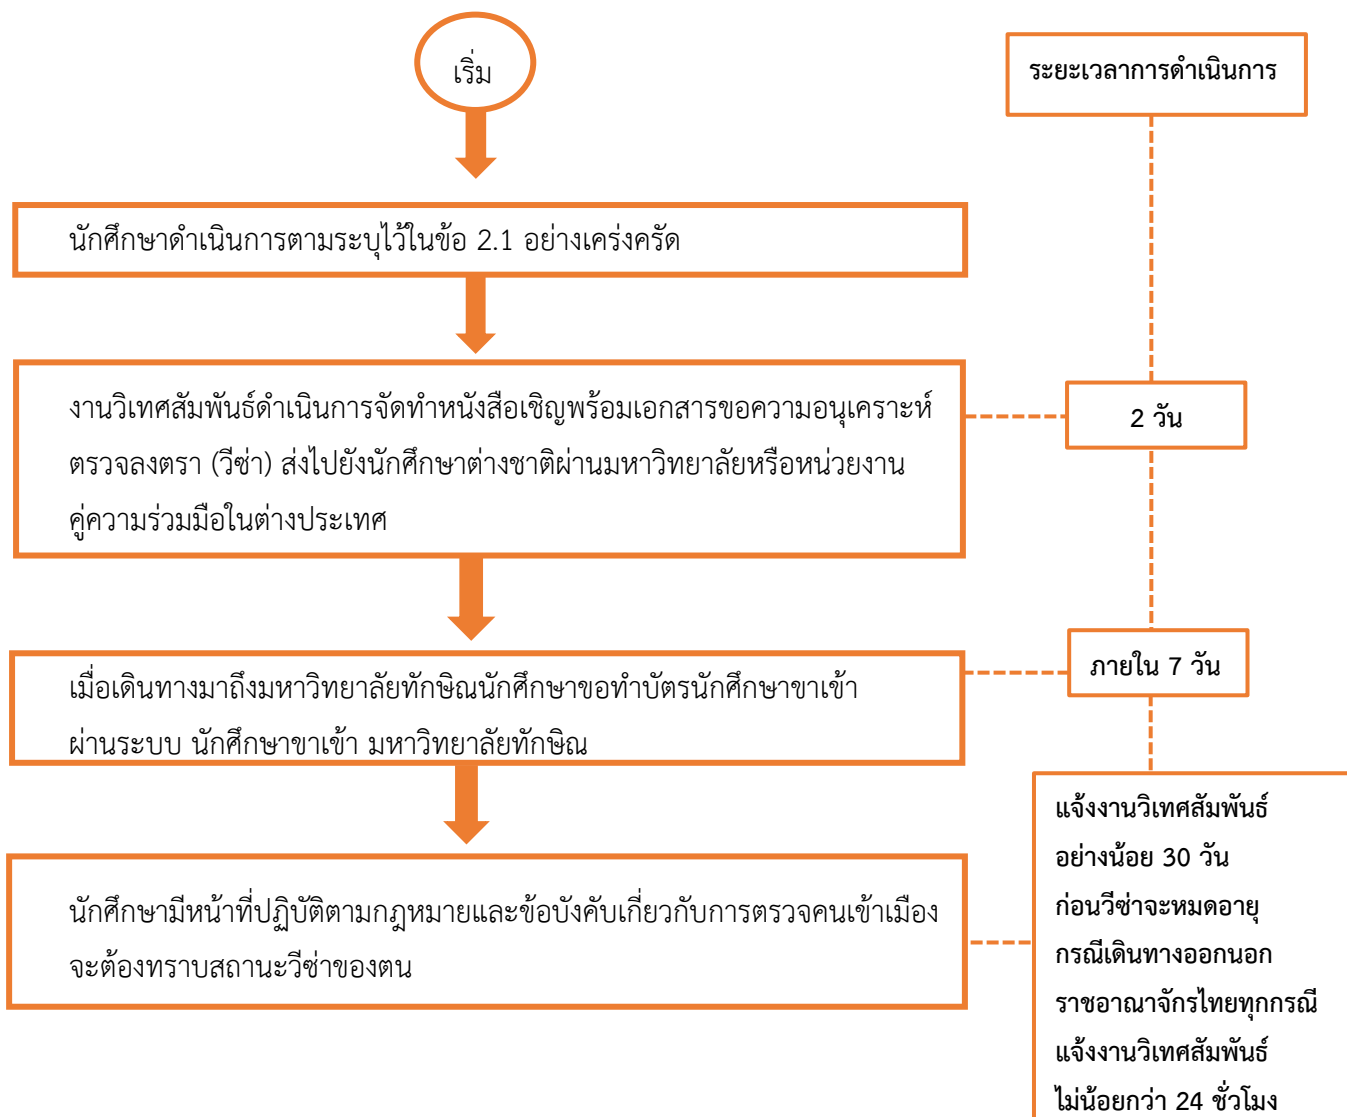 เริ่ม
ระยะเวลาการดำเนินการ
นักศึกษาดำเนินการตามระบุไว้ในข้อ 2.1 อย่างเคร่งครัด
งานวิเทศสัมพันธ์ดำเนินการจัดทำหนังสือเชิญพร้อมเอกสารขอความอนุเคราะห์
ตรวจลงตรา (วีซ่า) ส่งไปยังนักศึกษาต่างชาติผ่านมหาวิทยาลัยหรือหน่วยงาน
คู่ความร่วมมือในต่างประเทศ
2 วัน
เมื่อเดินทางมาถึงมหาวิทยาลัยทักษิณนักศึกษาขอทำบัตรนักศึกษาขาเข้า
ผ่านระบบ นักศึกษาขาเข้า มหาวิทยาลัยทักษิณ
ภายใน 7 วัน
นักศึกษามีหน้าที่ปฏิบัติตามกฎหมายและข้อบังคับเกี่ยวกับการตรวจคนเข้าเมือง
จะต้องทราบสถานะวีซ่าของตน
แจ้งงานวิเทศสัมพันธ์
อย่างน้อย 30 วัน
ก่อนวีซ่าจะหมดอายุ
กรณีเดินทางออกนอก
ราชอาณาจักรไทยทุกกรณี
แจ้งงานวิเทศสัมพันธ์
ไม่น้อยกว่า 24 ชั่วโมง